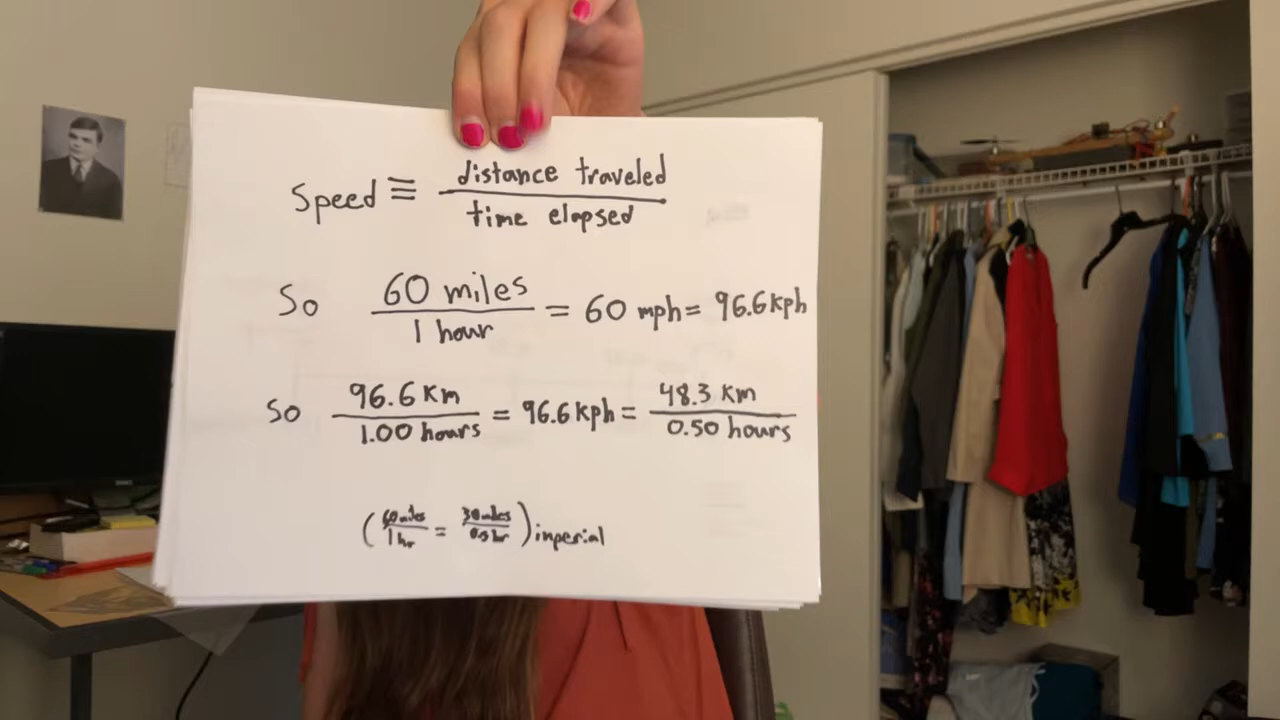 Speed ≡ distance traveled / time elapsed
So 60 miles / 1 hour = 60 mph = 96.6 kph
So 96.6 km / 1.00 hours = 96.6 kph = 48.3 km / 0.50 hours
(60 miles / 1 hr = 30 miles / 0.5 hr) imperial